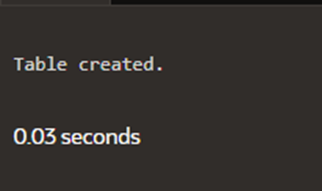 Table created.
0.03 seconds